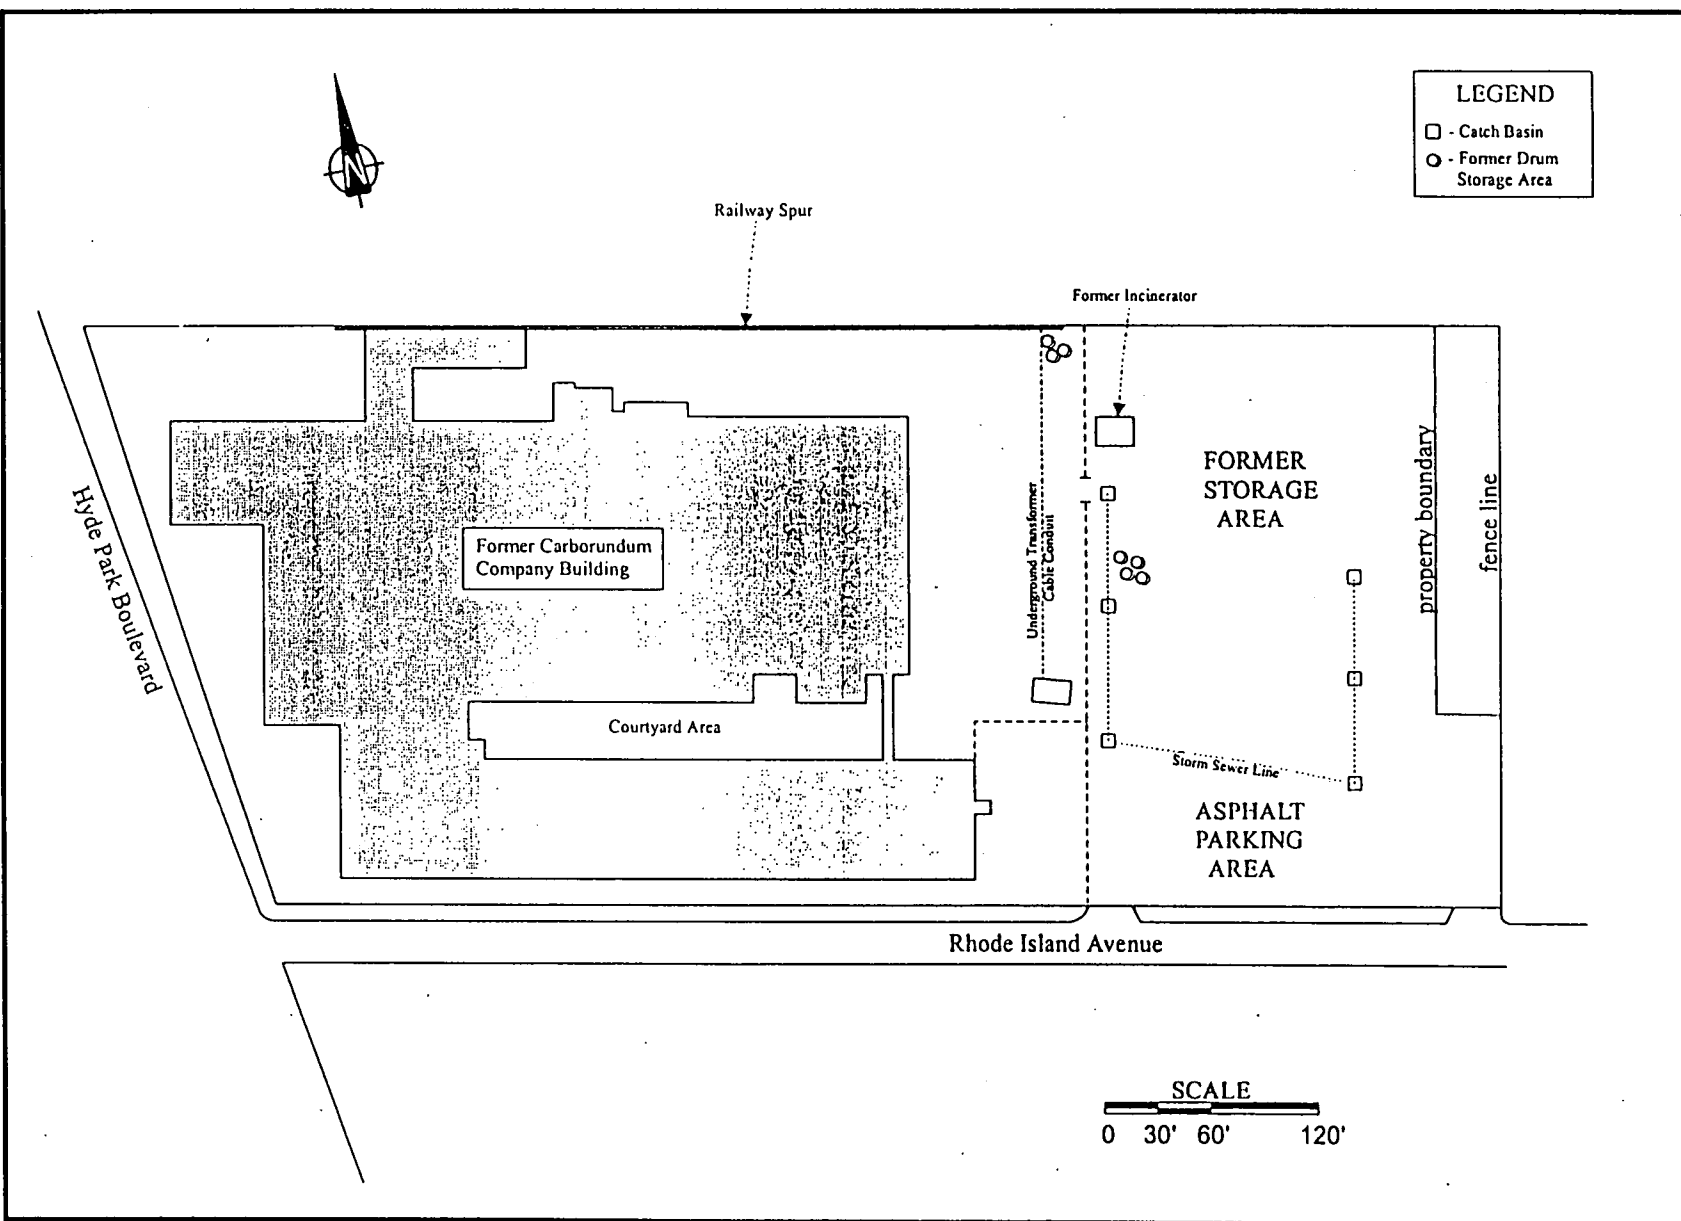 LEGEND
- Catch Basin
- Former Drum
Storage Area
N
Railway Spur
Former Incinerator
FORMER
STORAGE
AREA
property boundary
fence line
Hyde Park Boulevard
Former Carborundum
Company Building
Underground Transformer
Cable Conduit
Courtyard Area
Storm Sewer Line
ASPHALT
PARKING
AREA
Rhode Island Avenue
SCALE
0 30' 60' 120'